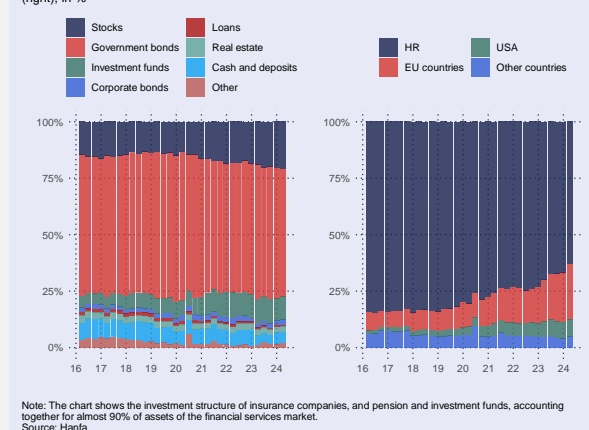 (right), in %
Stocks
Loans
Government bonds
Real estate
Investment funds
Cash and deposits
Corporate bonds
Other
HR
USA
EU countries
Other countries
100%
75%
50%
25%
0%
16 17 18 19 20 21 22 23 24
100%
75%
50%
25%
0%
16 17 18 19 20 21 22 23 24
Note: The chart shows the investment structure of insurance companies, and pension and investment funds, accounting
together for almost 90% of assets of the financial services market.
Source: Hanfa.